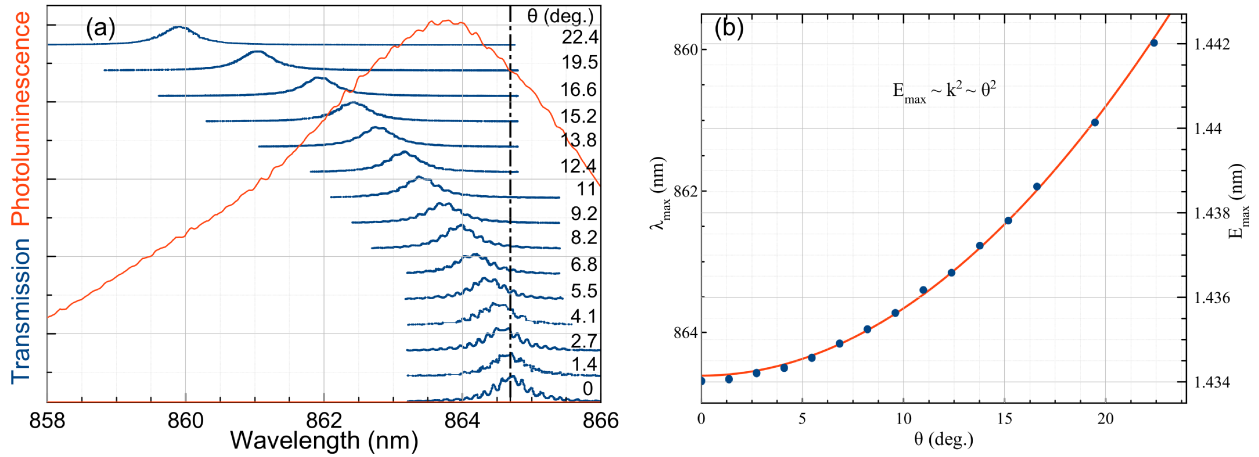 (a)
θ (deg.)
22.4
19.5
16.6
15.2
13.8
12.4
11
9.2
8.2
6.8
5.5
4.1
2.7
1.4
0
Transmission Photoluminescence
858 860 862 864 866
Wavelength (nm)
(b)
E_max ~ k² ~ θ²
860
862
864
λ_max (nm)
1.442
1.44
1.438
1.436
1.434
E_max (nm)
0 5 10 15 20
θ (deg.)